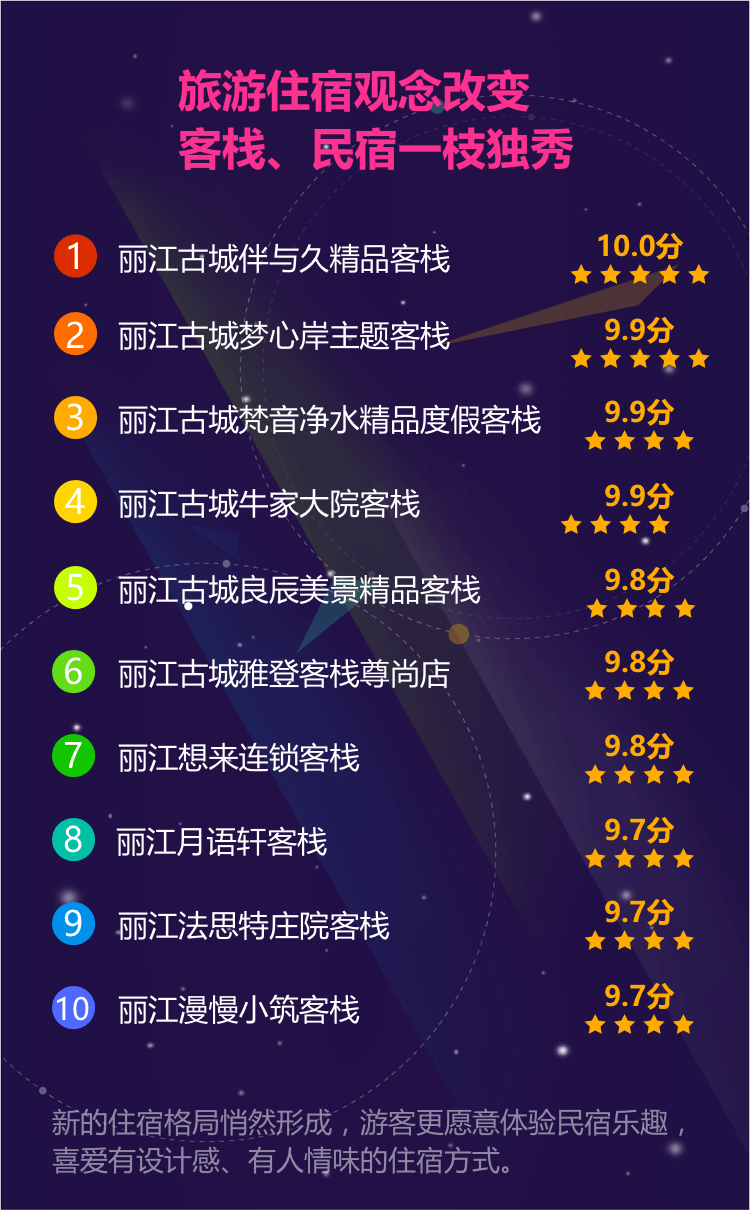 旅游住宿观念改变
客栈、民宿一枝独秀
1 丽江古城伴与久精品客栈 10.0分
2 丽江古城梦心岸主题客栈 9.9分
3 丽江古城梵音净水精品度假客栈 9.9分
4 丽江古城牛家大院客栈 9.9分
5 丽江古城良辰美景精品客栈 9.8分
6 丽江古城雅登客栈尊尚店 9.8分
7 丽江想来连锁客栈 9.8分
8 丽江月语轩客栈 9.7分
9 丽江法思特庄院客栈 9.7分
10 丽江漫慢小筑客栈 9.7分
新的住宿格局悄然形成，游客更愿意体验民宿乐趣，
喜爱有设计感、有人情味的住宿方式。